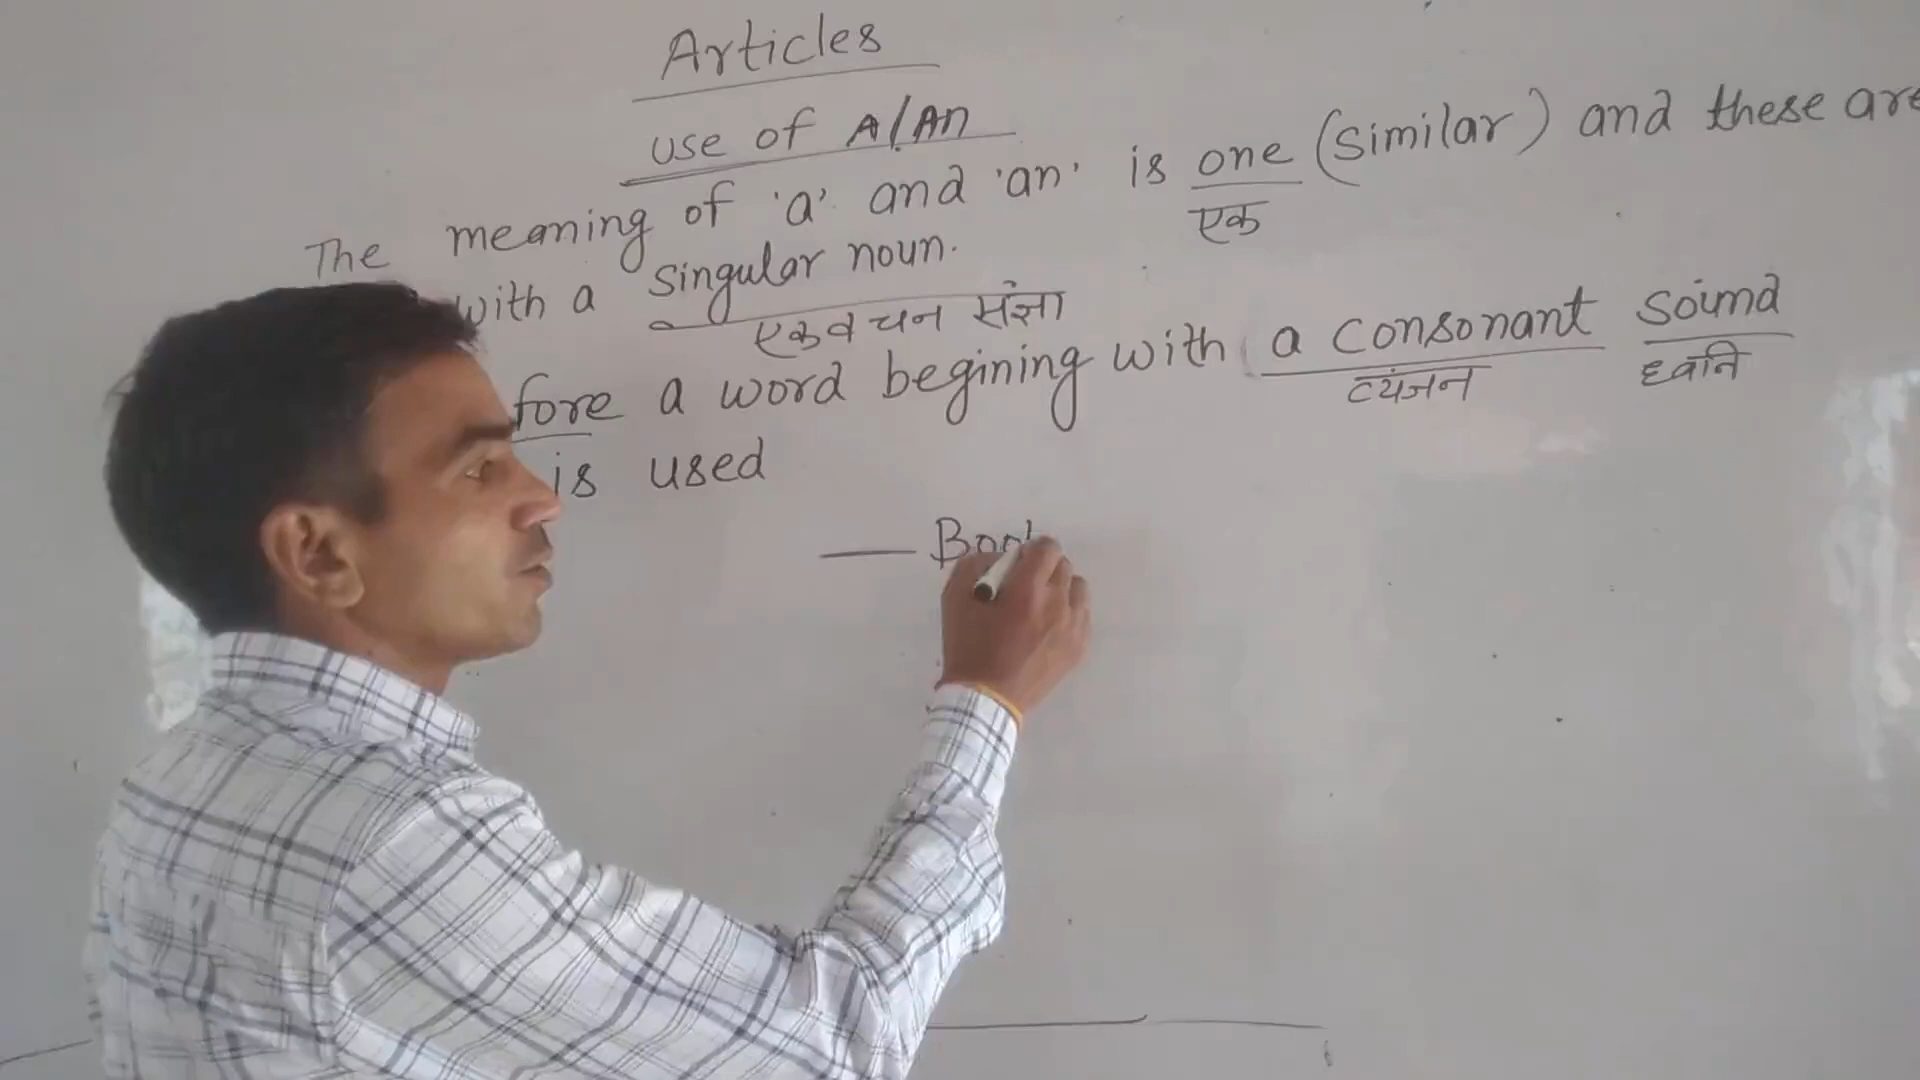 Articles
use of A/An
The meaning of 'a' and 'an' is one (Similar) and these are
एक
with a singular noun.
एकवचन संज्ञा
fore a word begining with a consonant sound
व्यंजन ध्वनि
is used
— Book